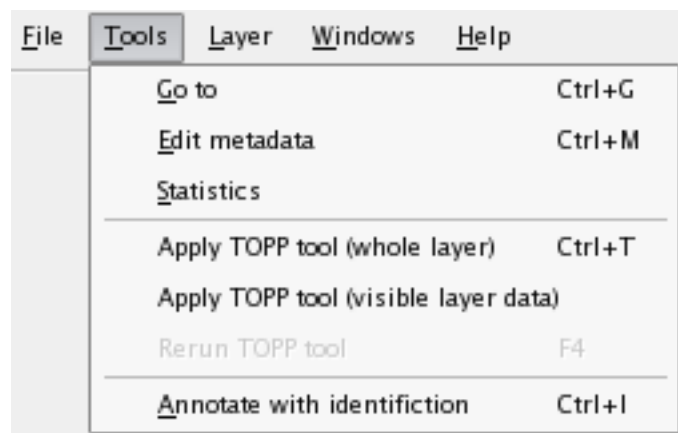 File Tools Layer Windows Help
Go to Ctrl+G
Edit metadata Ctrl+M
Statistics
Apply TOPP tool (whole layer) Ctrl+T
Apply TOPP tool (visible layer data)
Rerun TOPP tool F4
Annotate with identifiction Ctrl+I